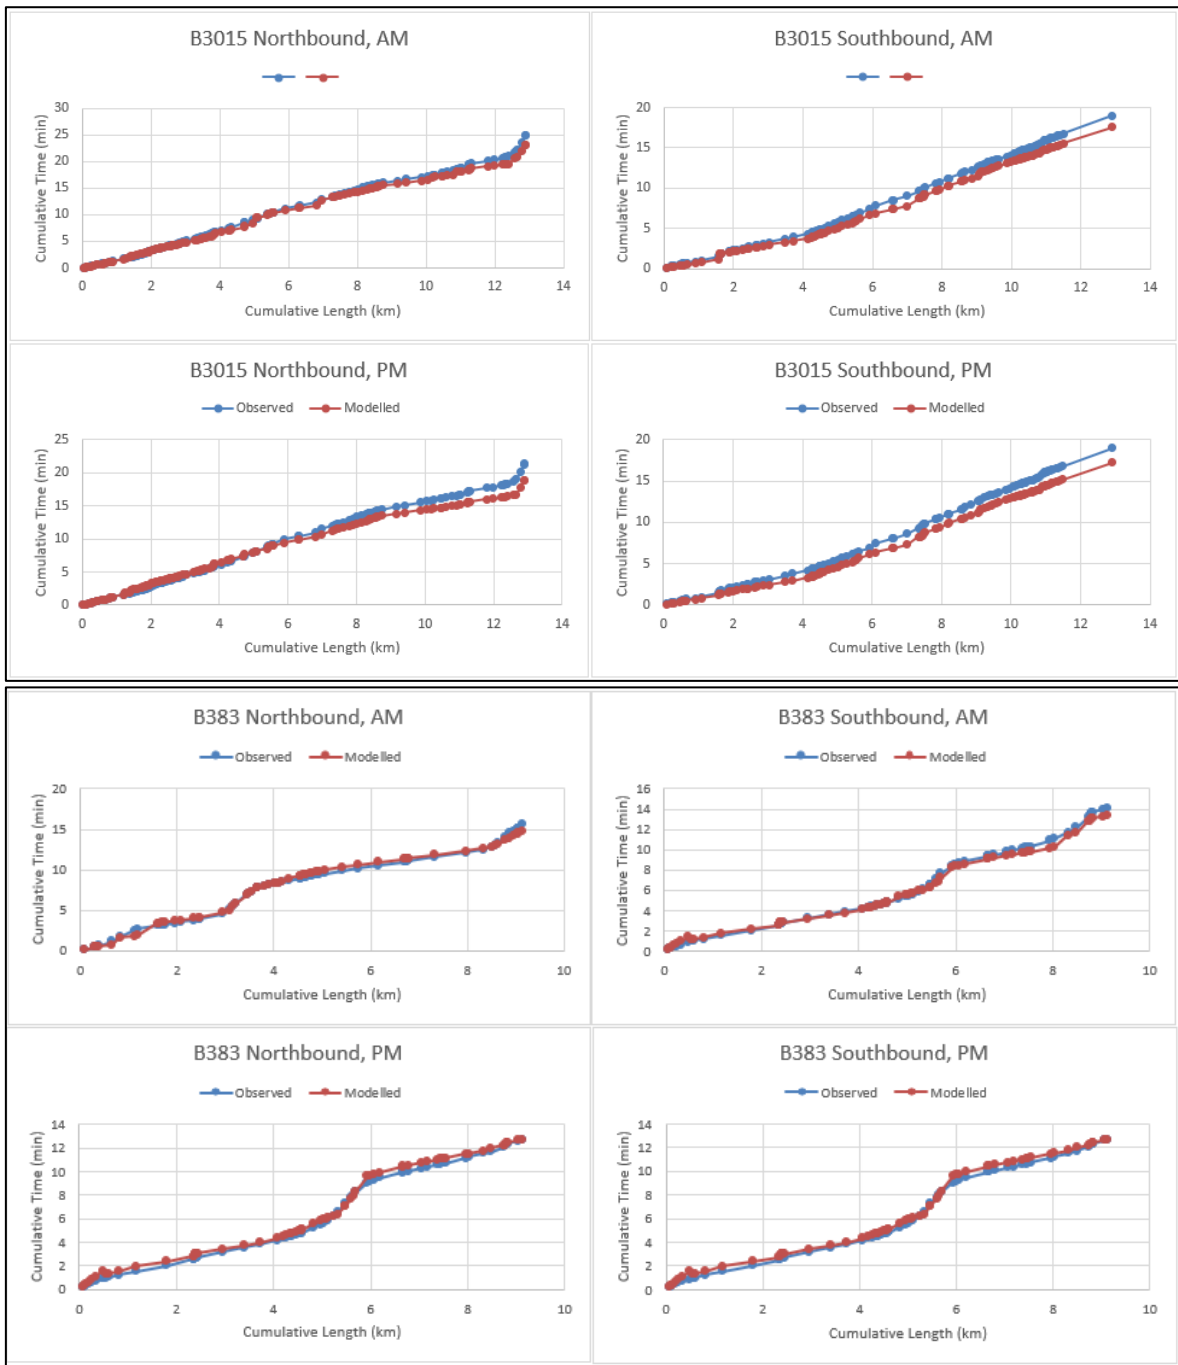 B3015 Northbound, AM
Cumulative Time (min)
30
25
20
15
10
5
0
0 2 4 6 8 10 12 14
Cumulative Length (km)
B3015 Southbound, AM
Cumulative Time (min)
20
15
10
5
0
0 2 4 6 8 10 12 14
Cumulative Length (km)
B3015 Northbound, PM
Observed Modelled
Cumulative Time (min)
25
20
15
10
5
0
0 2 4 6 8 10 12 14
Cumulative Length (km)
B3015 Southbound, PM
Observed Modelled
Cumulative Time (min)
20
15
10
5
0
0 2 4 6 8 10 12 14
Cumulative Length (km)
B383 Northbound, AM
Observed Modelled
Cumulative Time (min)
20
15
10
5
0
0 2 4 6 8 10
Cumulative Length (km)
B383 Southbound, AM
Observed Modelled
Cumulative Time (min)
16
14
12
10
8
6
4
2
0
0 2 4 6 8 10
Cumulative Length (km)
B383 Northbound, PM
Observed Modelled
Cumulative Time (min)
14
12
10
8
6
4
2
0
0 2 4 6 8 10
Cumulative Length (km)
B383 Southbound, PM
Observed Modelled
Cumulative Time (min)
14
12
10
8
6
4
2
0
0 2 4 6 8 10
Cumulative Length (km)